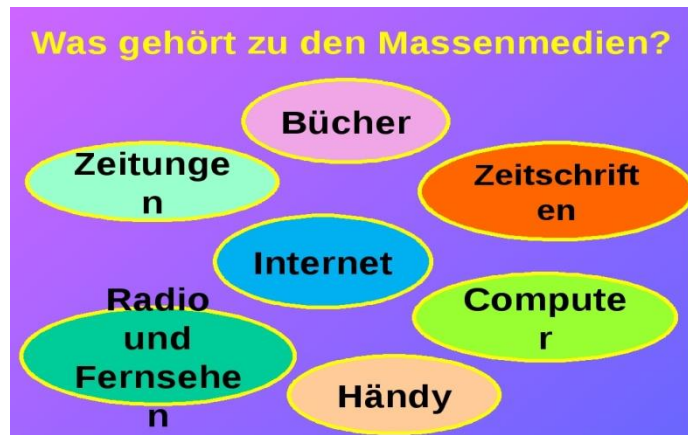 Was gehört zu den Massenmedien?
Bücher
Zeitunge
n
Zeitschrift
en
Internet
Radio
und
Fernsehe
n
Compute
r
Händy